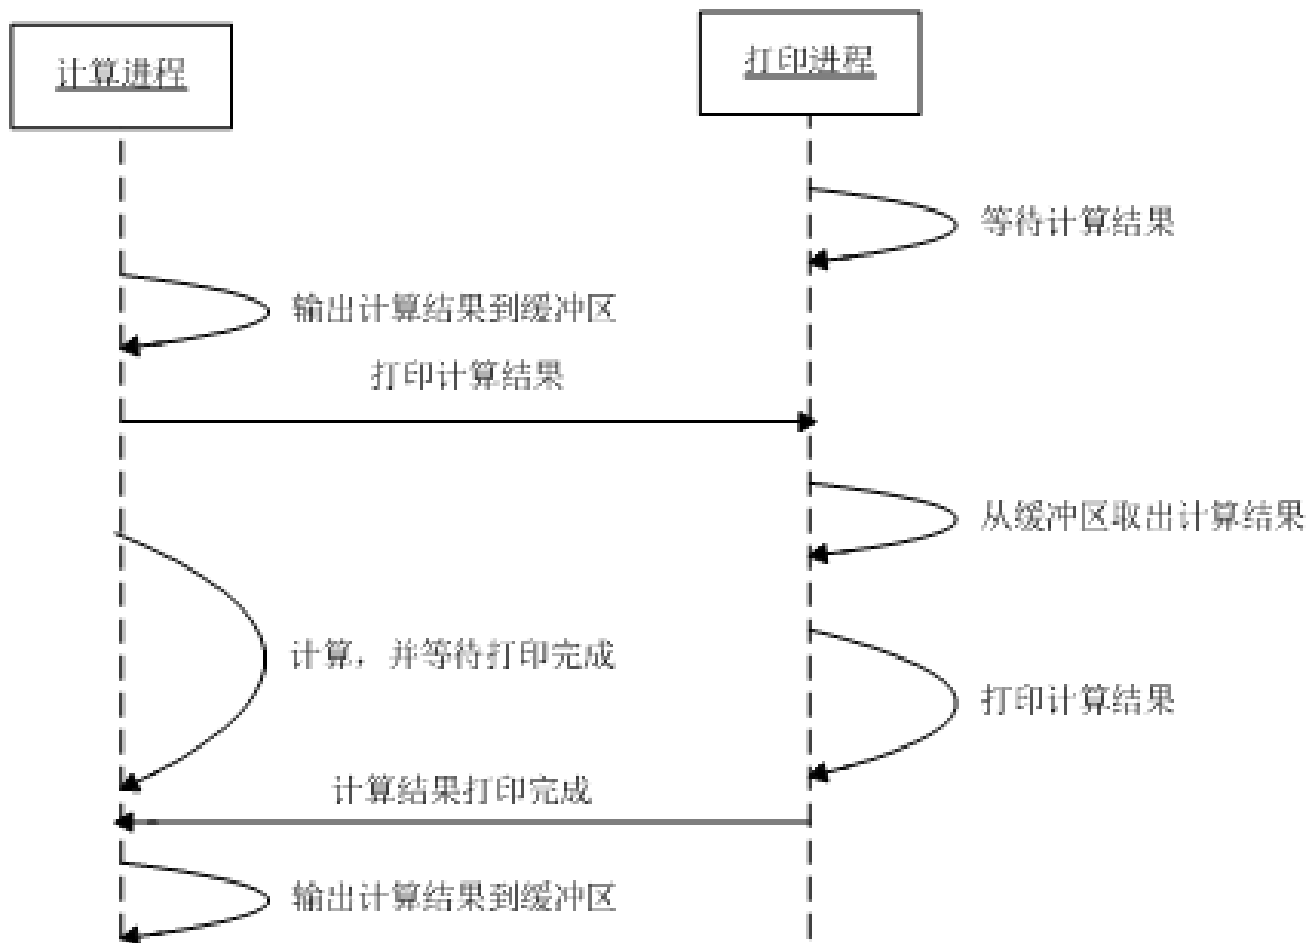 计算进程
打印进程
等待计算结果
输出计算结果到缓冲区
打印计算结果
从缓冲区取出计算结果
计算，并等待打印完成
打印计算结果
计算结果打印完成
输出计算结果到缓冲区